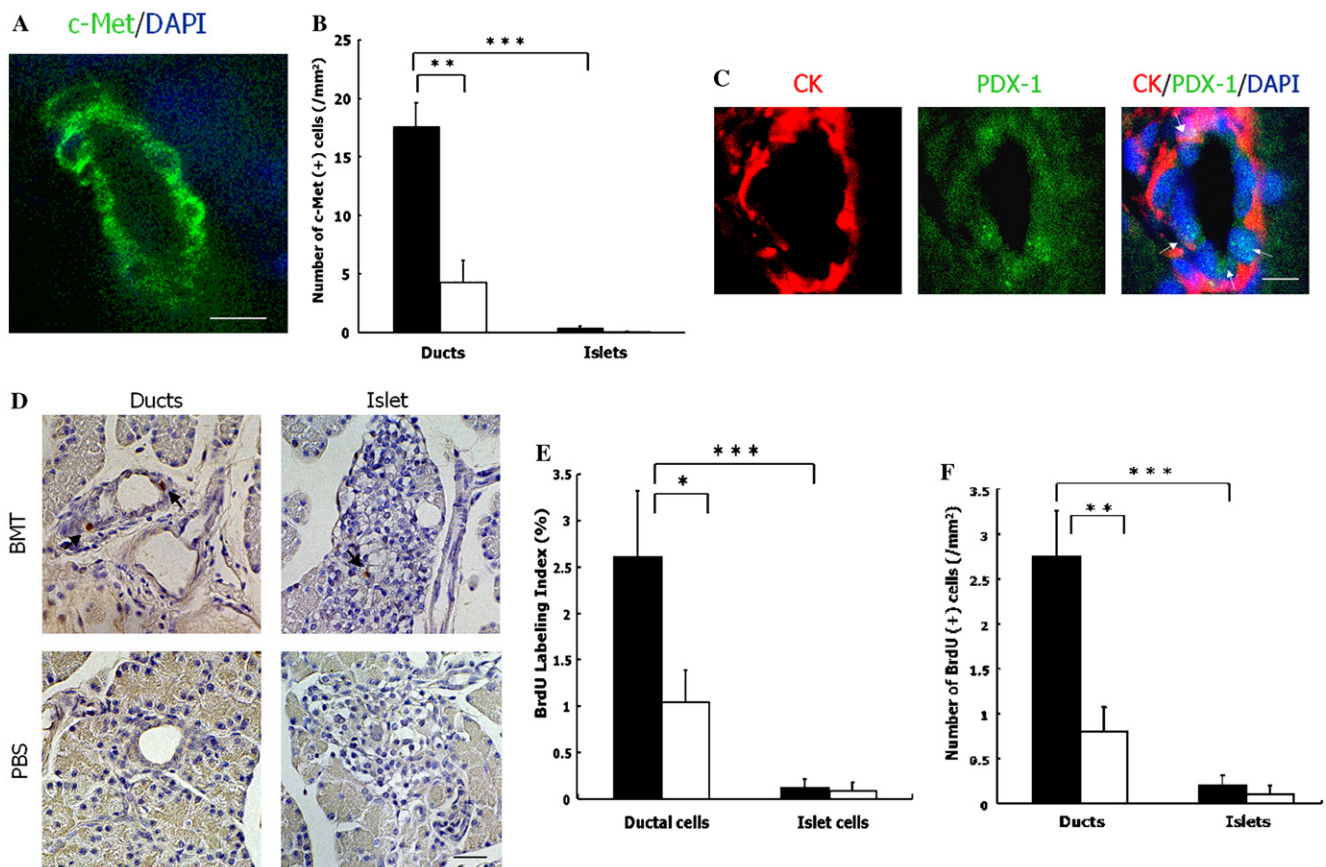 A
c-Met/DAPI
B
Number of c-Met (+) cells (/mm²)
25
20
15
10
5
0
* * *
* *
Ducts
Islets
C
CK
PDX-1
CK/PDX-1/DAPI
D
Ducts
Islet
BMT
PBS
E
BrdU Labeling Index (%)
3.5
3
2.5
2
1.5
1
0.5
0
* * *
*
Ductal cells
Islet cells
F
Number of BrdU (+) cells (/mm²)
3.5
3
2.5
2
1.5
1
0.5
0
* * *
* *
Ducts
Islets